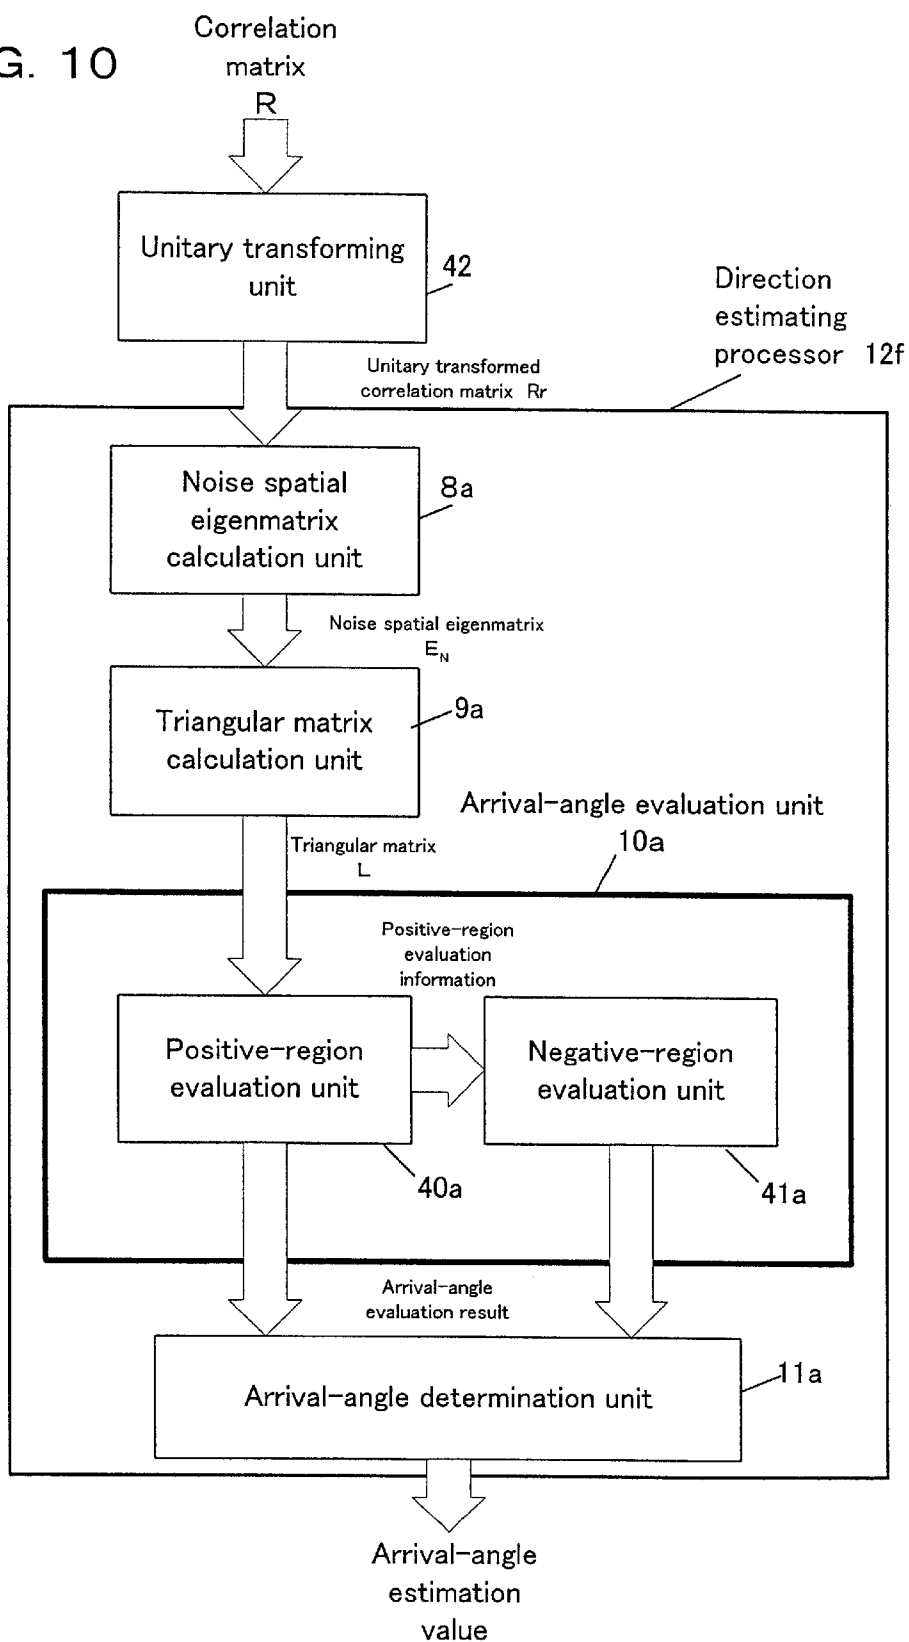 G. 10
Correlation
matrix
R
Unitary transforming
unit
42
Direction
estimating
processor 12f
Unitary transformed
correlation matrix Rr
Noise spatial
eigenmatrix
calculation unit
8a
Noise spatial eigenmatrix
EN
Triangular matrix
calculation unit
9a
Arrival-angle evaluation unit
10a
Triangular matrix
L
Positive-region
evaluation
information
Positive-region
evaluation unit
Negative-region
evaluation unit
40a
41a
Arrival-angle
evaluation result
Arrival-angle determination unit
11a
Arrival-angle
estimation
value